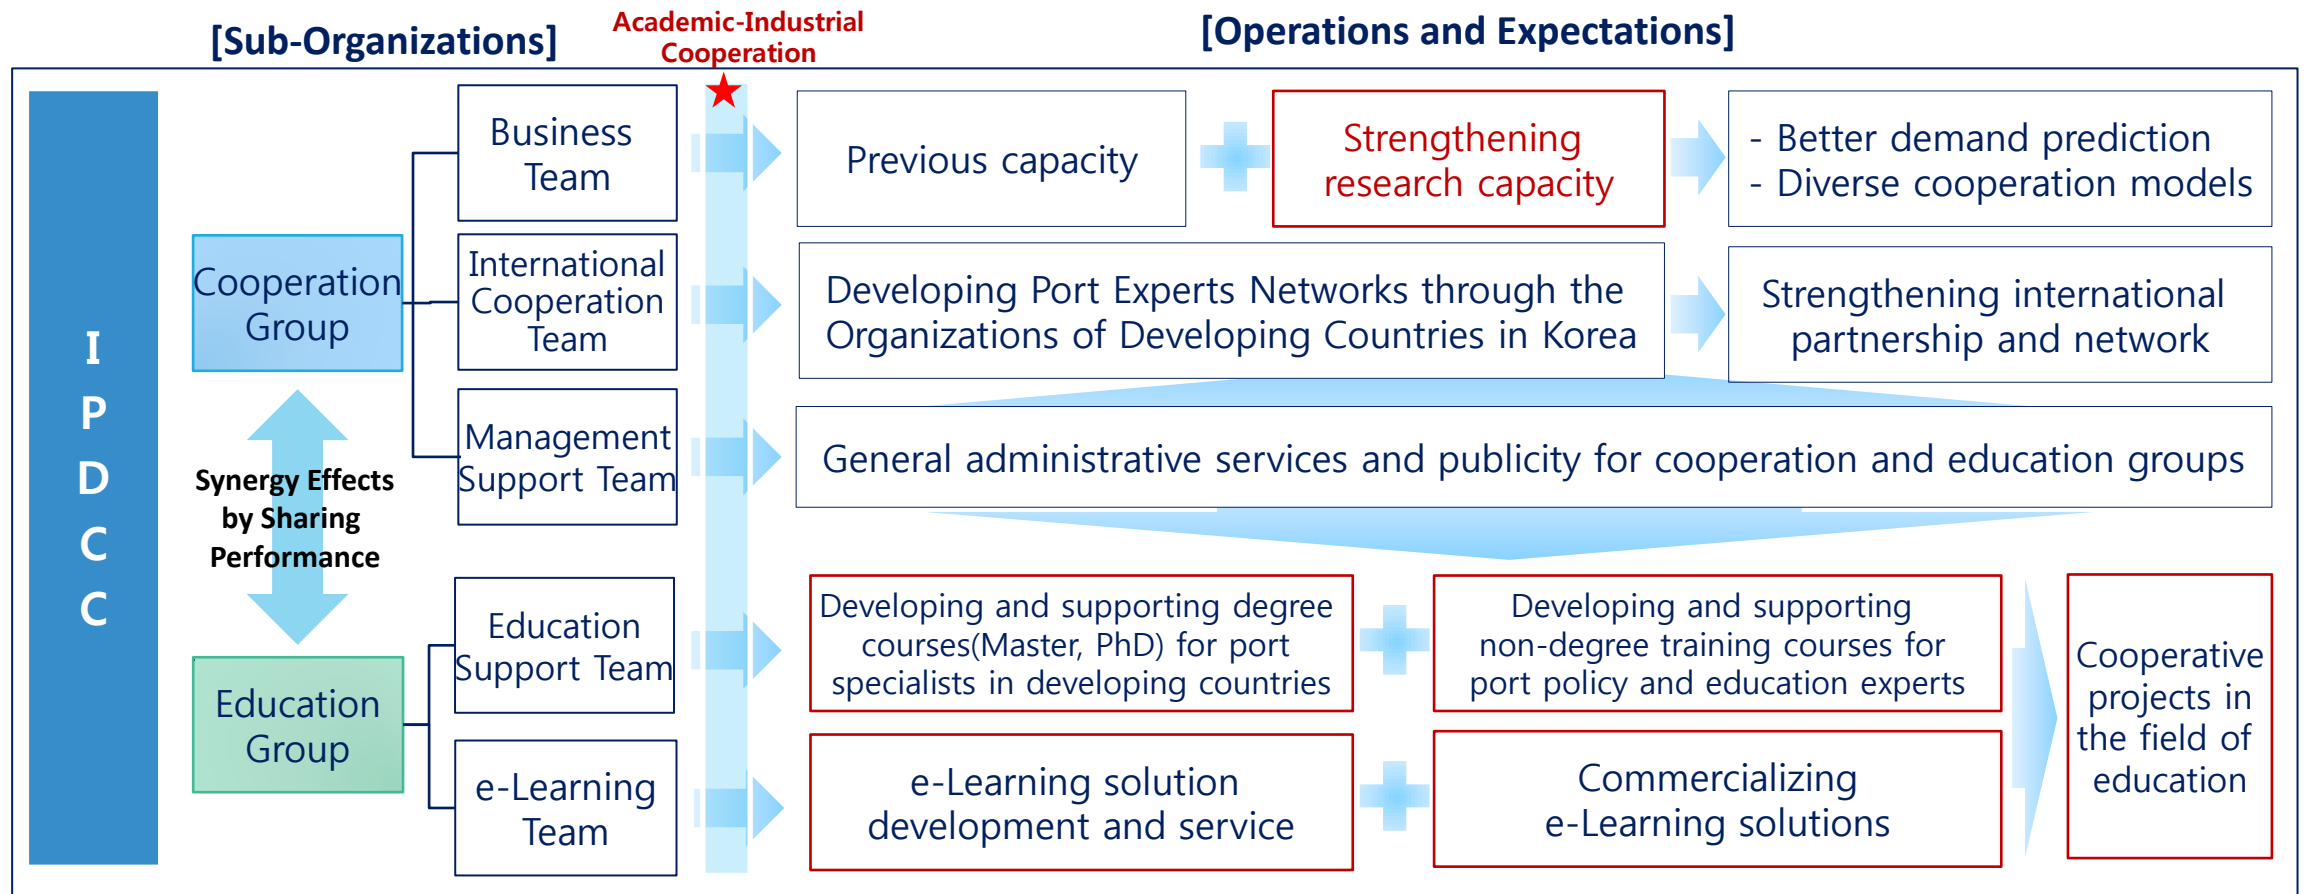 [Sub-Organizations]
Academic-Industrial
Cooperation
[Operations and Expectations]
I
P
D
C
C
Cooperation
Group
Synergy Effects
by Sharing
Performance
Education
Group
Business
Team
International
Cooperation
Team
Management
Support Team
Education
Support Team
e-Learning
Team
Previous capacity
Strengthening
research capacity
- Better demand prediction
- Diverse cooperation models
Developing Port Experts Networks through the
Organizations of Developing Countries in Korea
Strengthening international
partnership and network
General administrative services and publicity for cooperation and education groups
Developing and supporting degree
courses(Master, PhD) for port
specialists in developing countries
Developing and supporting
non-degree training courses for
port policy and education experts
e-Learning solution
development and service
Commercializing
e-Learning solutions
Cooperative
projects in
the field of
education